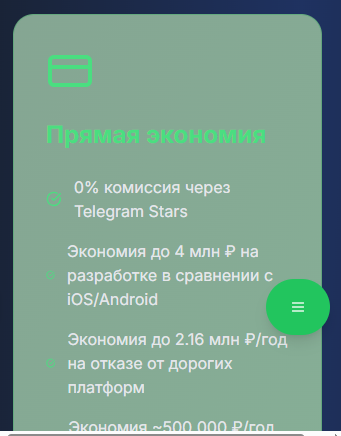 Прямая экономия
0% комиссия через
Telegram Stars
Экономия до 4 млн ₽ на
разработке в сравнении с
iOS/Android
Экономия до 2.16 млн ₽/год
на отказе от дорогих
платформ
Экономия ~500 000 ₽/год